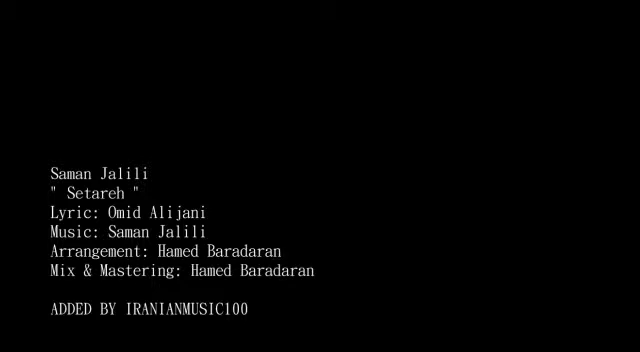 Saman Jalili
" Setareh "
Lyric: Omid Alijani
Music: Saman Jalili
Arrangement: Hamed Baradaran
Mix & Mastering: Hamed Baradaran
ADDED BY IRANIANMUSIC100